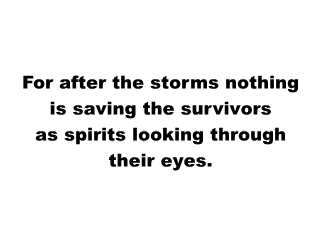 For after the storms nothing
is saving the survivors
as spirits looking through
their eyes.